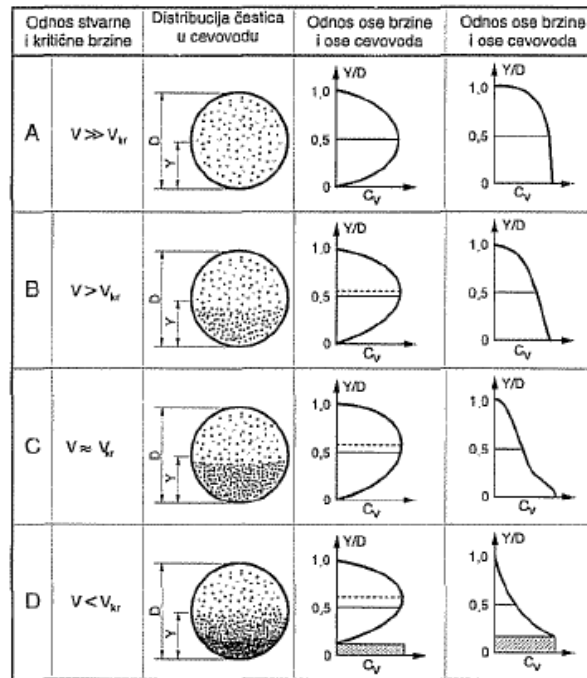 Odnos stvarne i kritične brzine
Distribucija čestica u cevovodu
Odnos ose brzine i ose cevovoda
Odnos ose brzine i ose cevovoda
A
V ≫ Vkr
D
Y
Y/D
1,0
0,5
0
Cv
Y/D
1,0
0,5
0
Cv
B
V > Vkr
D
Y
Y/D
1,0
0,5
0
Cv
Y/D
1,0
0,5
0
Cv
C
V ≈ Vkr
D
Y
Y/D
1,0
0,5
0
Cv
Y/D
1,0
0,5
0
Cv
D
V < Vkr
D
Y
Y/D
1,0
0,5
0
Cv
Y/D
1,0
0,5
0
Cv